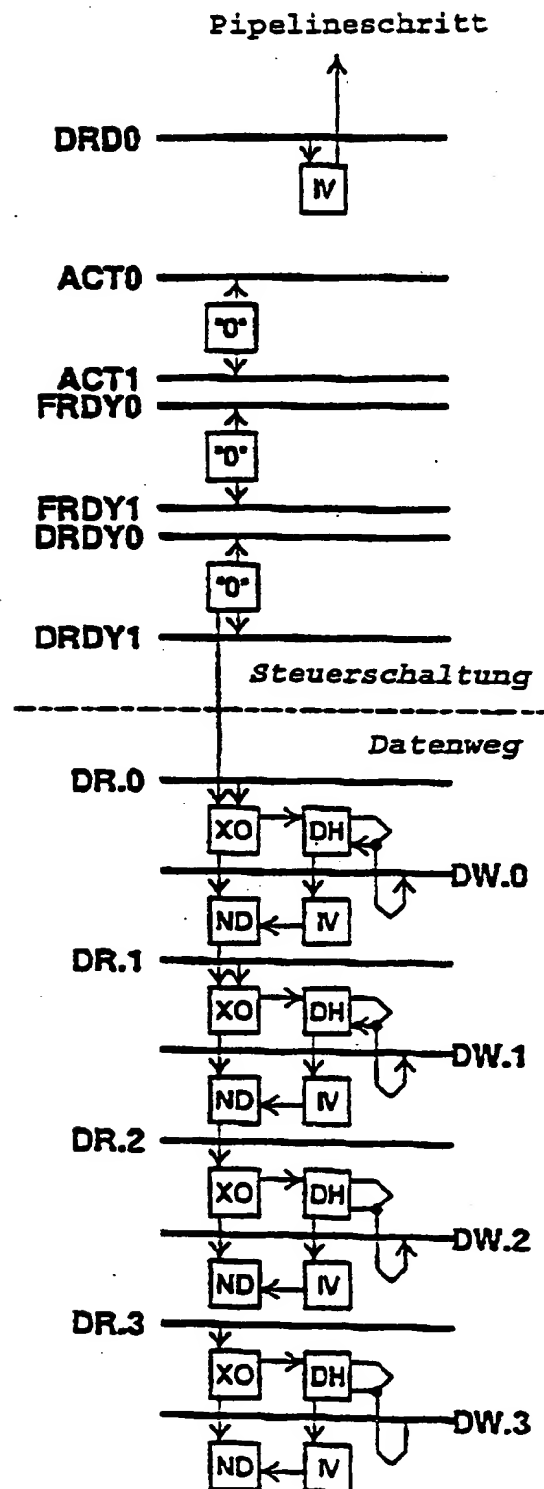 Pipelineschritt
DRD0
IV
ACT0
"0"
ACT1
FRDY0
"0"
FRDY1
DRDY0
"0"
DRDY1
Steuerschaltung
Datenweg
DR.0
XO DH
DW.0
ND IV
DR.1
XO DH
DW.1
ND IV
DR.2
XO DH
DW.2
ND IV
DR.3
XO DH
DW.3
ND IV